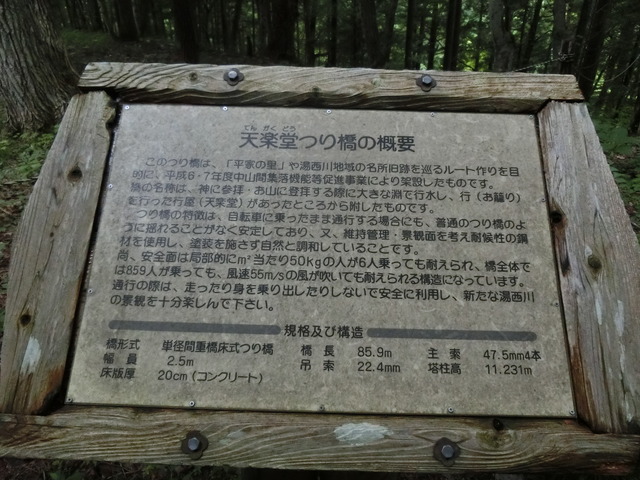 てんがくどう
天楽堂つり橋の概要
このつり橋は、「平家の里」や湯西川地域の名所旧跡を巡るルート作りを目
的に、平成6・7年度中山間集落機能等促進事業により架設したものです。
橋の名称は、神に参拝・お山に登拝する際に大きな淵で行水し、行（お籠り）
を行った行屋（天楽堂）があったところから附したものです。
つり橋の特徴は、自転車に乗ったまま通行する場合にも、普通のつり橋のよ
うに揺れることがなく安定しており、又、維持管理・景観面を考え耐候性の鋼
材を使用し、塗装を施さず自然と調和していることです。
尚、安全面は局部的にm²当たり50kgの人が6人乗っても耐えられ、橋全体で
は859人が乗っても、風速55m/sの風が吹いても耐えられる構造になっています。
通行の際は、走ったり身を乗り出したりしないで安全に利用し、新たな湯西川
の景観を十分楽しんで下さい。
規格及び構造
橋形式 単径間重橋床式つり橋 橋長 85.9m 主索 47.5mm4本
幅員 2.5m 吊索 22.4mm 塔柱高 11.231m
床版厚 20cm（コンクリート）